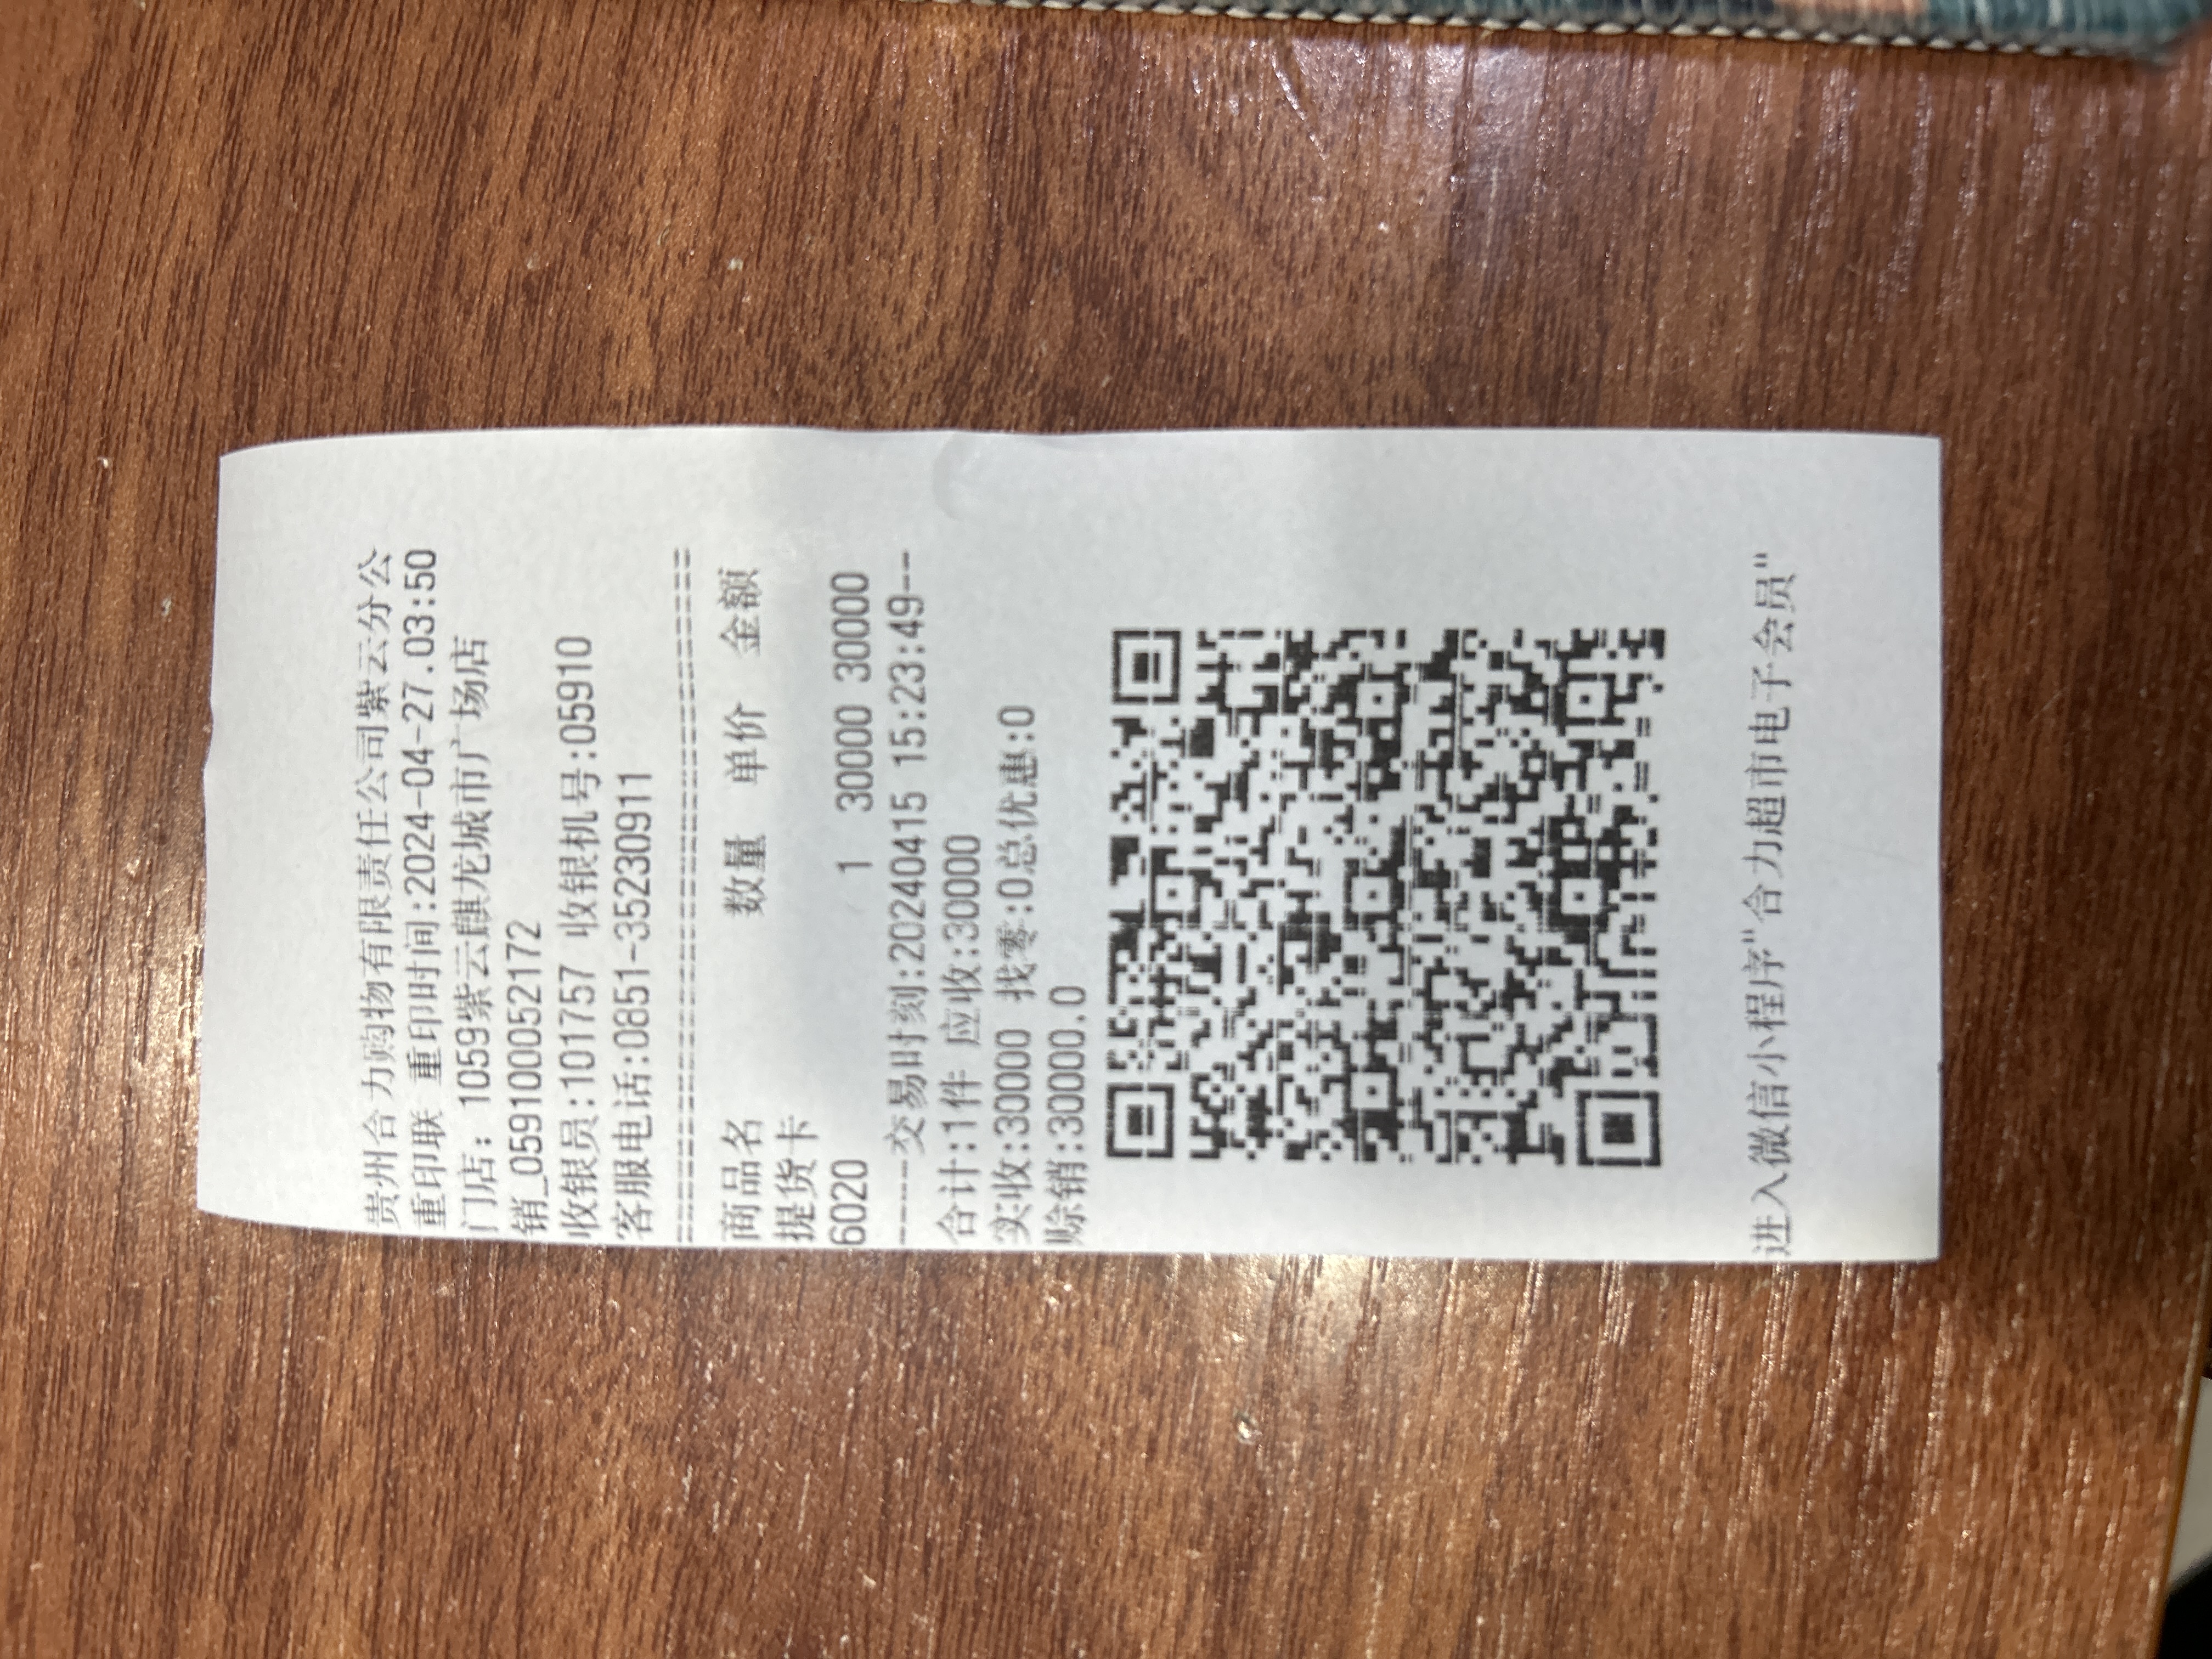 贵州合力购物有限责任公司紫云分公
重印联 重印时间:2024-04-27.03:50
门店：1059紫云麒龙城市广场店
销_0591000052172
收银员:101757 收银机号:05910
客服电话:0851-35230911
================================
商品名 数量 单价 金额
提货卡
6020 1 30000 30000
-----交易时刻:20240415 15:23:49--
合计:1件 应收:30000
实收:30000 找零:0总优惠:0
赊销:30000.0
进入微信小程序"合力超市电子会员"